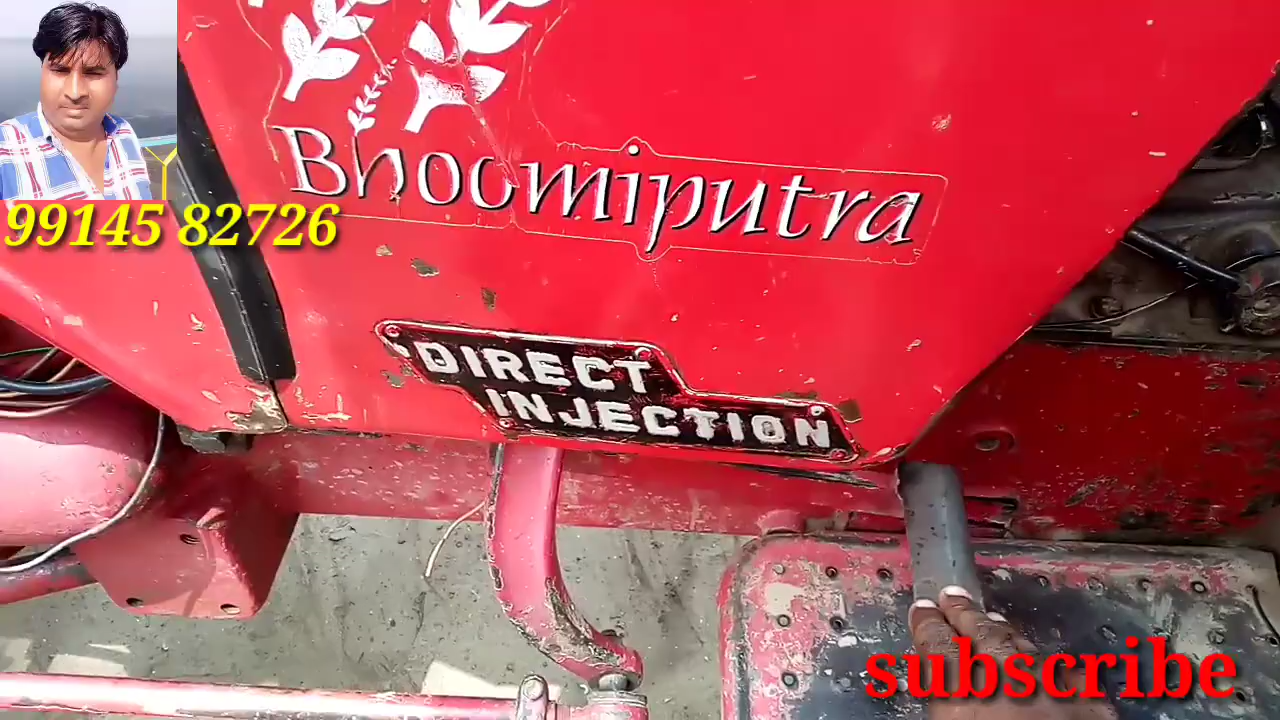 99145 82726
Bhoomiputra
DIRECT
INJECTION
subscribe